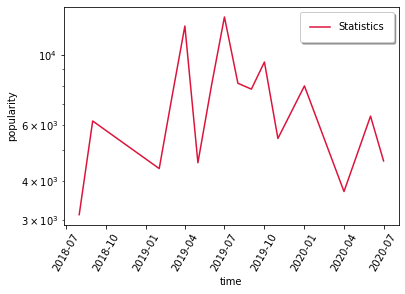 Statistics
10⁴
6 × 10³
4 × 10³
3 × 10³
popularity
2018-07
2018-10
2019-01
2019-04
2019-07
2019-10
2020-01
2020-04
2020-07
time